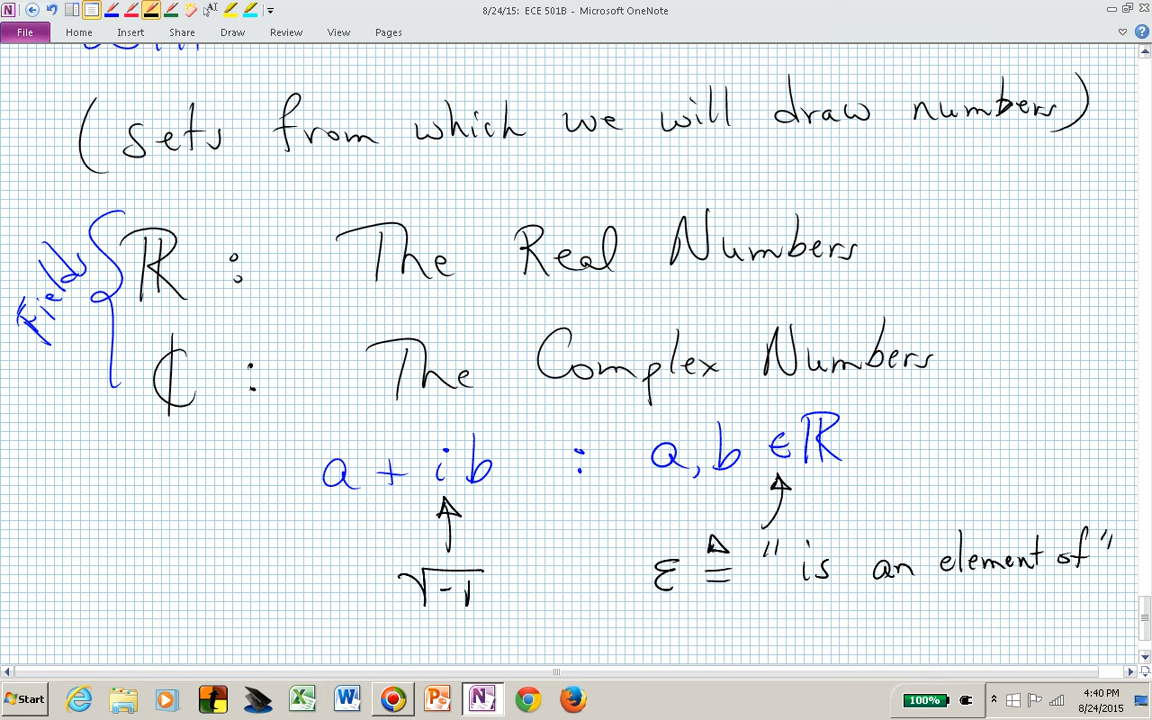 8/24/15: ECE 501B - Microsoft OneNote
File Home Insert Share Draw Review View Pages
(sets from which we will draw numbers)
Fields
ℝ : The Real Numbers
ℂ : The Complex Numbers
a + i b : a, b ∈ ℝ
√-1
ε ≜ "is an element of"
Start
100%
4:40 PM
8/24/2015